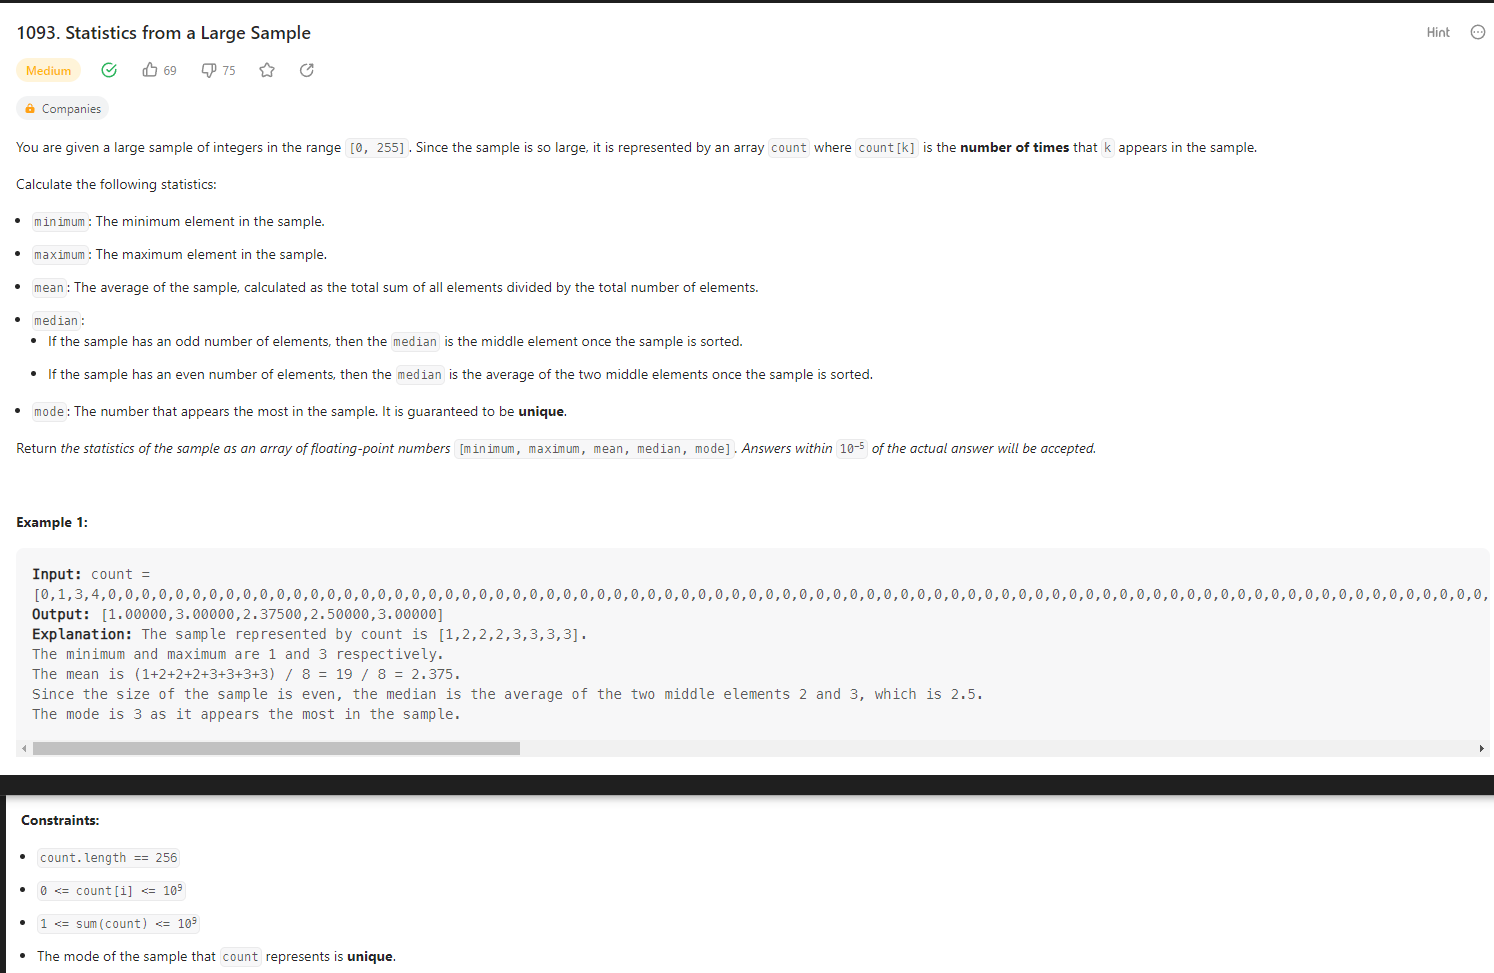 1093. Statistics from a Large Sample
Hint
Medium
69
75
Companies
You are given a large sample of integers in the range [0, 255]. Since the sample is so large, it is represented by an array count where count[k] is the number of times that k appears in the sample.
Calculate the following statistics:
• minimum: The minimum element in the sample.
• maximum: The maximum element in the sample.
• mean: The average of the sample, calculated as the total sum of all elements divided by the total number of elements.
• median:
• If the sample has an odd number of elements, then the median is the middle element once the sample is sorted.
• If the sample has an even number of elements, then the median is the average of the two middle elements once the sample is sorted.
• mode: The number that appears the most in the sample. It is guaranteed to be unique.
Return the statistics of the sample as an array of floating-point numbers [minimum, maximum, mean, median, mode]. Answers within 10⁻⁵ of the actual answer will be accepted.
Example 1:
Input: count =
[0,1,3,4,0,0,0,0,0,0,0,0,0,0,0,0,0,0,0,0,0,0,0,0,0,0,0,0,0,0,0,0,0,0,0,0,0,0,0,0,0,0,0,0,0,0,0,0,0,0,0,0,0,0,0,0,0,0,0,0,0,0,0,0,0,0,0,0,0,0,0,0,0,0,0,0,0,0,0,0,0,0,0,0,0,0,
Output: [1.00000,3.00000,2.37500,2.50000,3.00000]
Explanation: The sample represented by count is [1,2,2,2,3,3,3,3].
The minimum and maximum are 1 and 3 respectively.
The mean is (1+2+2+2+3+3+3+3) / 8 = 19 / 8 = 2.375.
Since the size of the sample is even, the median is the average of the two middle elements 2 and 3, which is 2.5.
The mode is 3 as it appears the most in the sample.
Constraints:
• count.length == 256
• 0 <= count[i] <= 10⁹
• 1 <= sum(count) <= 10⁹
• The mode of the sample that count represents is unique.